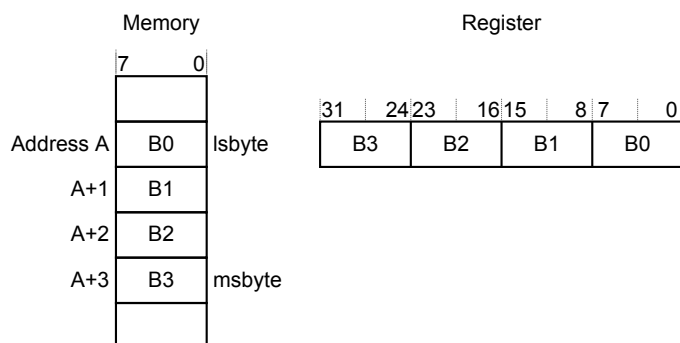 Memory Register
7 0
31 24 23 16 15 8 7 0
Address A B0 lsbyte B3 B2 B1 B0
A+1 B1
A+2 B2
A+3 B3 msbyte